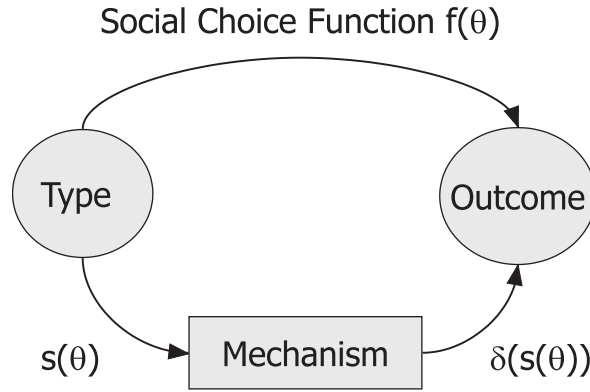 Social Choice Function f(θ)
Type
Outcome
s(θ)
Mechanism
δ(s(θ))